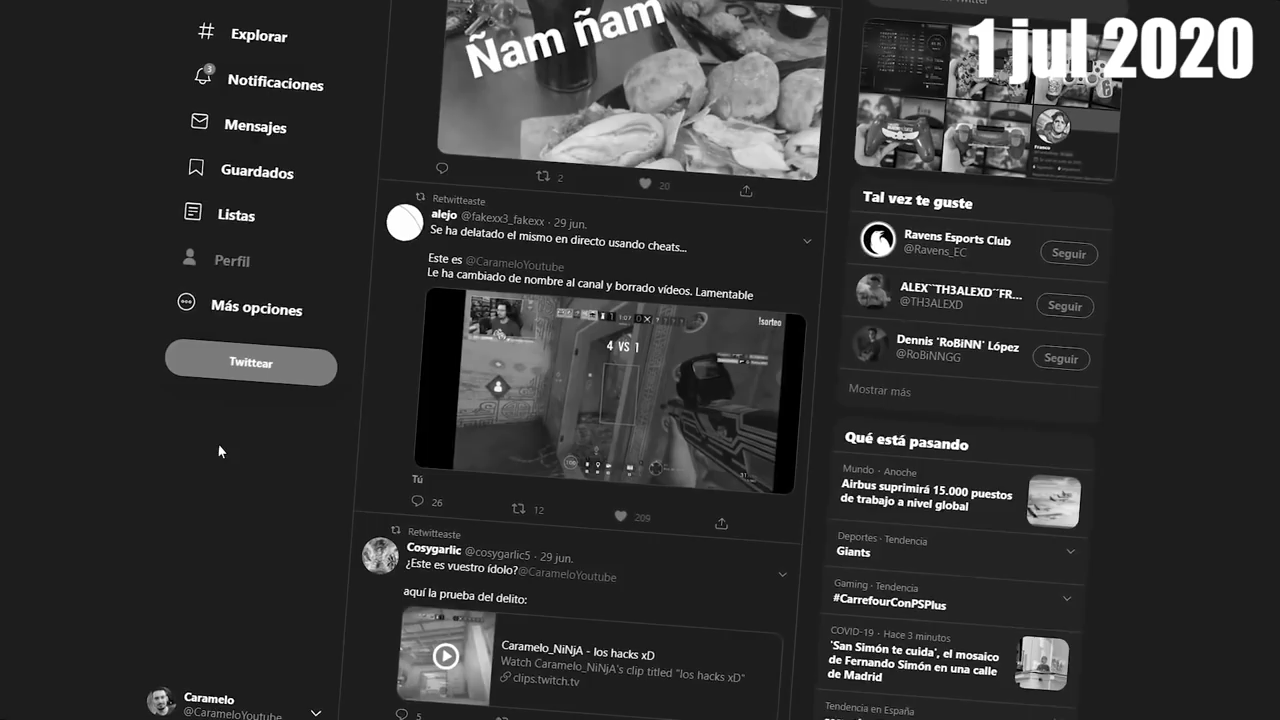 1 jul 2020
Explorar
3
Notificaciones
Mensajes
Guardados
Listas
Perfil
Más opciones
Twittear
Caramelo
@CarameloYoutube
Ñam ñam
2
20
Retwitteaste
alejo @fakexx3_fakexx · 29 jun.
Se ha delatado el mismo en directo usando cheats...
Este es @CarameloYoutube
Le ha cambiado de nombre al canal y borrado vídeos. Lamentable
!sorteo
1:07
4 VS 1
Tú
26
12
209
Retwitteaste
Cosygarlic @cosygarlic5 · 29 jun.
¿Este es vuestro ídolo?@CarameloYoutube
aquí la prueba del delito:
Caramelo_NiNjA - los hacks xD
Watch Caramelo_NiNjA's clip titled "los hacks xD"
clips.twitch.tv
5
Tal vez te guste
Ravens Esports Club
@Ravens_EC
Seguir
ALEX¨TH3ALEXD¨FR...
@TH3ALEXD
Seguir
Dennis 'RoBiNN' López
@RoBiNNGG
Seguir
Mostrar más
Qué está pasando
Mundo · Anoche
Airbus suprimirá 15.000 puestos
de trabajo a nivel global
Deportes · Tendencia
Giants
Gaming · Tendencia
#CarrefourConPSPlus
COVID-19 · Hace 3 minutos
'San Simón te cuida', el mosaico
de Fernando Simón en una calle
de Madrid
Tendencia en España